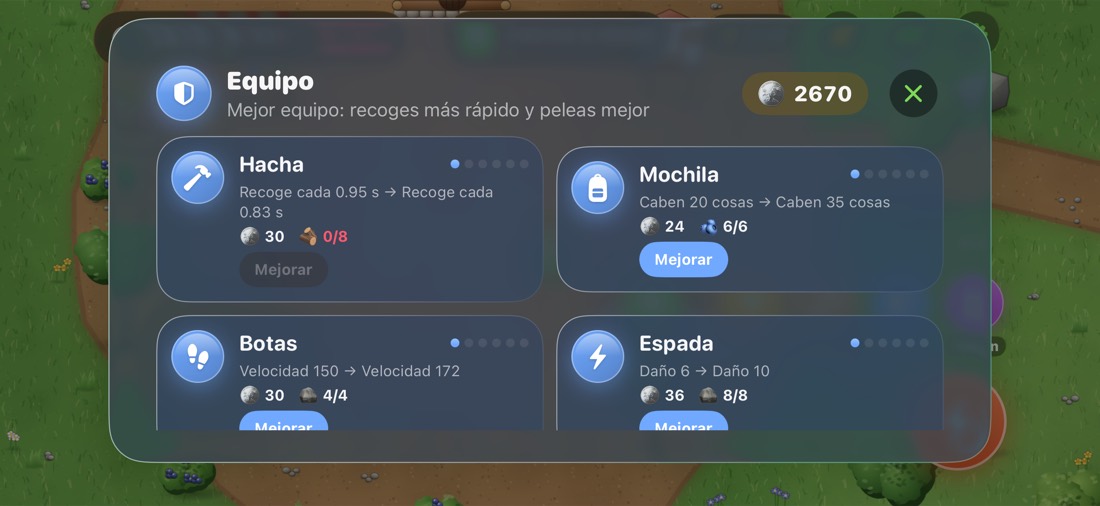 Equipo
Mejor equipo: recoges más rápido y peleas mejor
2670
Hacha
Recoge cada 0.95 s → Recoge cada
0.83 s
30 0/8
Mejorar
Mochila
Caben 20 cosas → Caben 35 cosas
24 6/6
Mejorar
Botas
Velocidad 150 → Velocidad 172
30 4/4
Mejorar
Espada
Daño 6 → Daño 10
36 8/8
Mejorar